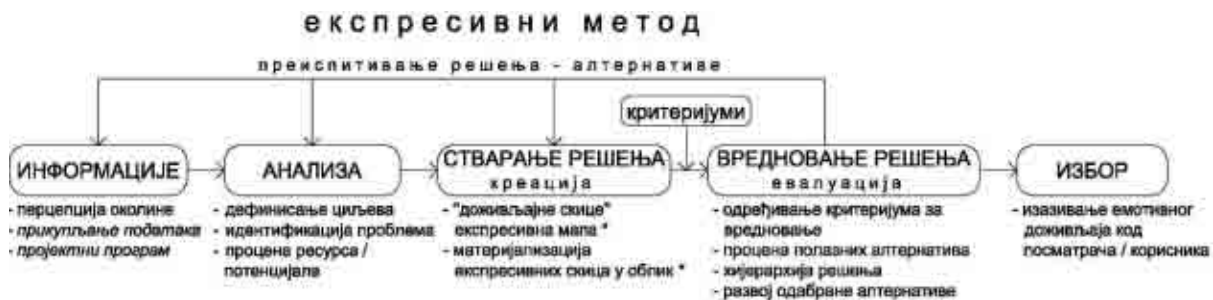 експресивни метод
преиспитивање решења - алтернативе
критеријуми
ИНФОРМАЦИЈЕ
- перцепција околине
- прикупљање података
- пројектни програм
АНАЛИЗА
- дефинисање циљева
- идентификација проблема
- процена ресурса /
потенцијала
СТВАРАЊЕ РЕШЕЊА
креација
- "доживљајне скице"
експресивна мапа *
- материјализација
експресивних скица у облик *
ВРЕДНОВАЊЕ РЕШЕЊА
евалуација
- одређивање критеријума за
вредновање
- процена полазних алтернатива
- хијерархија решења
- развој одабране алтернативе
ИЗБОР
- изазивање емотивног
доживљаја код
посматрача / корисника